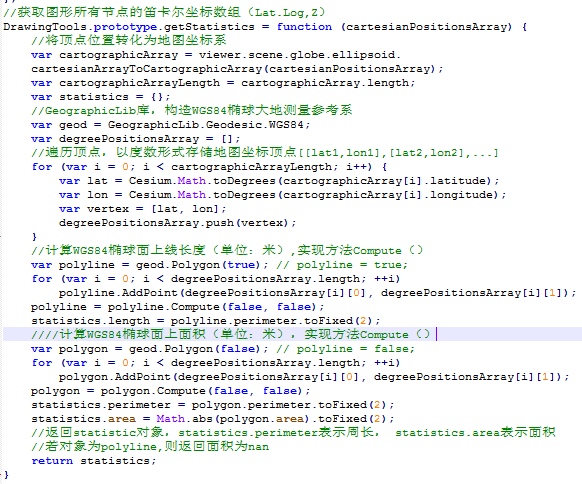 //获取图形所有节点的笛卡尔坐标数组（Lat.Log,Z）
DrawingTools.prototype.getStatistics = function (cartesianPositionsArray) {
    //将顶点位置转化为地图坐标系
    var cartographicArray = viewer.scene.globe.ellipsoid.
    cartesianArrayToCartographicArray(cartesianPositionsArray);
    var cartographicArrayLength = cartographicArray.length;
    var statistics = {};
    //GeographicLib库，构造WGS84椭球大地测量参考系
    var geod = GeographicLib.Geodesic.WGS84;
    var degreePositionsArray = [];
    //遍历顶点，以度数形式存储地图坐标顶点[[lat1,lon1],[lat2,lon2],...]
    for (var i = 0; i < cartographicArrayLength; i++) {
        var lat = Cesium.Math.toDegrees(cartographicArray[i].latitude);
        var lon = Cesium.Math.toDegrees(cartographicArray[i].longitude);
        var vertex = [lat, lon];
        degreePositionsArray.push(vertex);
    }
    //计算WGS84椭球面上线长度（单位：米）,实现方法Compute（）
    var polyline = geod.Polygon(true); // polyline = true;
    for (var i = 0; i < degreePositionsArray.length; ++i)
        polyline.AddPoint(degreePositionsArray[i][0], degreePositionsArray[i][1]);
    polyline = polyline.Compute(false, false);
    statistics.length = polyline.perimeter.toFixed(2);
    ////计算WGS84椭球面上面积（单位：米），实现方法Compute（）
    var polygon = geod.Polygon(false); // polyline = false;
    for (var i = 0; i < degreePositionsArray.length; ++i)
        polygon.AddPoint(degreePositionsArray[i][0], degreePositionsArray[i][1]);
    polygon = polygon.Compute(false, false);
    statistics.perimeter = polygon.perimeter.toFixed(2);
    statistics.area = Math.abs(polygon.area).toFixed(2);
    //返回statistic对象，statistics.perimeter表示周长， statistics.area表示面积
    //若对象为polyline,则返回面积为nan
    return statistics;
}